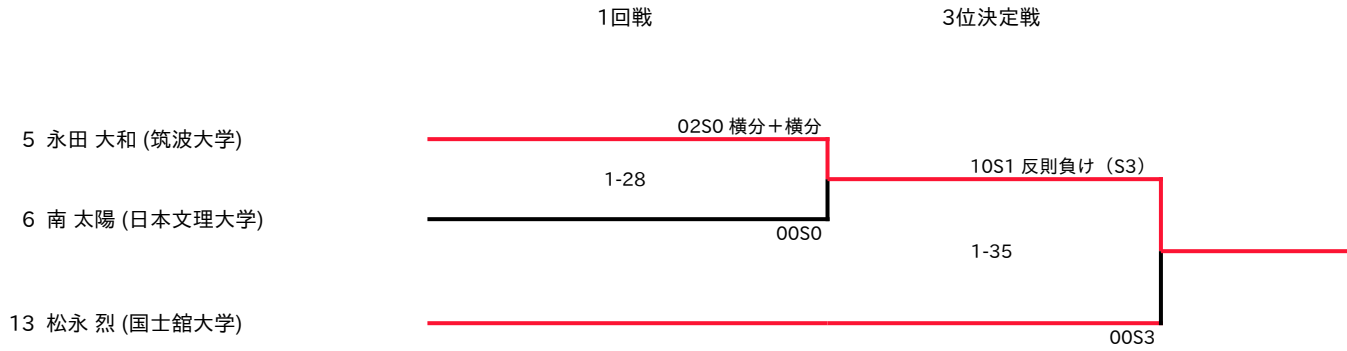 1回戦
3位決定戦
02S0 横分＋横分
5 永田 大和 (筑波大学)
10S1 反則負け（S3）
1-28
6 南 太陽 (日本文理大学)
00S0
1-35
13 松永 烈 (国士舘大学)
00S3